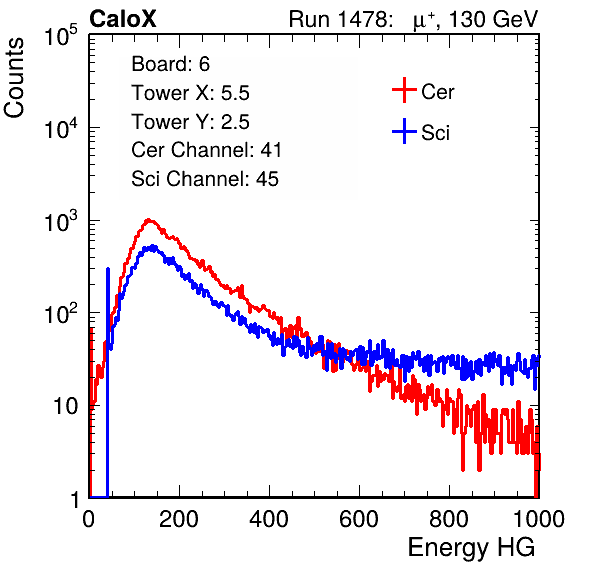 CaloX Run 1478: μ⁺, 130 GeV
Board: 6
Tower X: 5.5
Tower Y: 2.5
Cer Channel: 41
Sci Channel: 45
Cer
Sci
Counts
10⁵
10⁴
10³
10²
10
1
0 200 400 600 800 1000
Energy HG